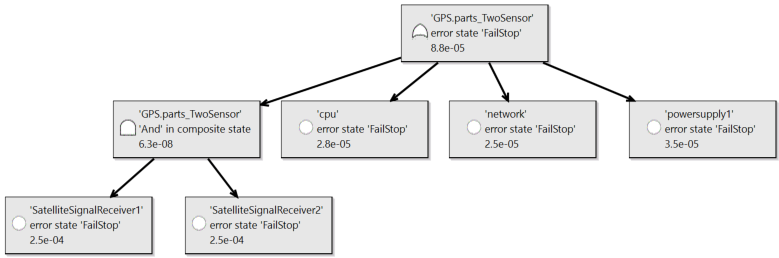 'GPS.parts_TwoSensor'
error state 'FailStop'
8.8e-05
'GPS.parts_TwoSensor'
'And' in composite state
6.3e-08
'cpu'
error state 'FailStop'
2.8e-05
'network'
error state 'FailStop'
2.5e-05
'powersupply1'
error state 'FailStop'
3.5e-05
'SatelliteSignalReceiver1'
error state 'FailStop'
2.5e-04
'SatelliteSignalReceiver2'
error state 'FailStop'
2.5e-04